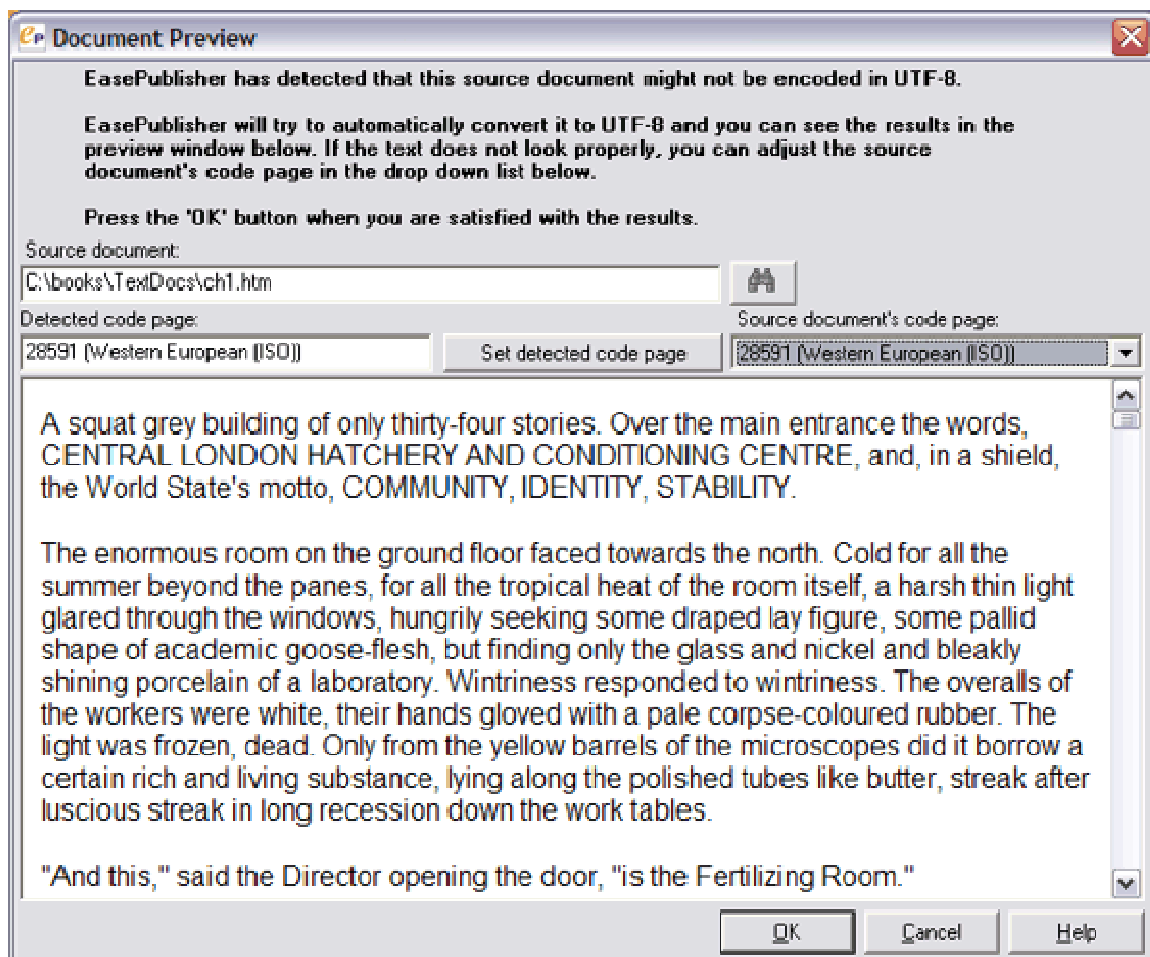 eP Document Preview
EasePublisher has detected that this source document might not be encoded in UTF-8.
EasePublisher will try to automatically convert it to UTF-8 and you can see the results in the
preview window below. If the text does not look properly, you can adjust the source
document's code page in the drop down list below.
Press the 'OK' button when you are satisfied with the results.
Source document:
C:\books\TextDocs\ch1.htm
Detected code page:
Source document's code page:
28591 (Western European (ISO))
Set detected code page
28591 (Western European (ISO))
A squat grey building of only thirty-four stories. Over the main entrance the words,
CENTRAL LONDON HATCHERY AND CONDITIONING CENTRE, and, in a shield,
the World State's motto, COMMUNITY, IDENTITY, STABILITY.
The enormous room on the ground floor faced towards the north. Cold for all the
summer beyond the panes, for all the tropical heat of the room itself, a harsh thin light
glared through the windows, hungrily seeking some draped lay figure, some pallid
shape of academic goose-flesh, but finding only the glass and nickel and bleakly
shining porcelain of a laboratory. Wintriness responded to wintriness. The overalls of
the workers were white, their hands gloved with a pale corpse-coloured rubber. The
light was frozen, dead. Only from the yellow barrels of the microscopes did it borrow a
certain rich and living substance, lying along the polished tubes like butter, streak after
luscious streak in long recession down the work tables.
"And this," said the Director opening the door, "is the Fertilizing Room."
OK
Cancel
Help